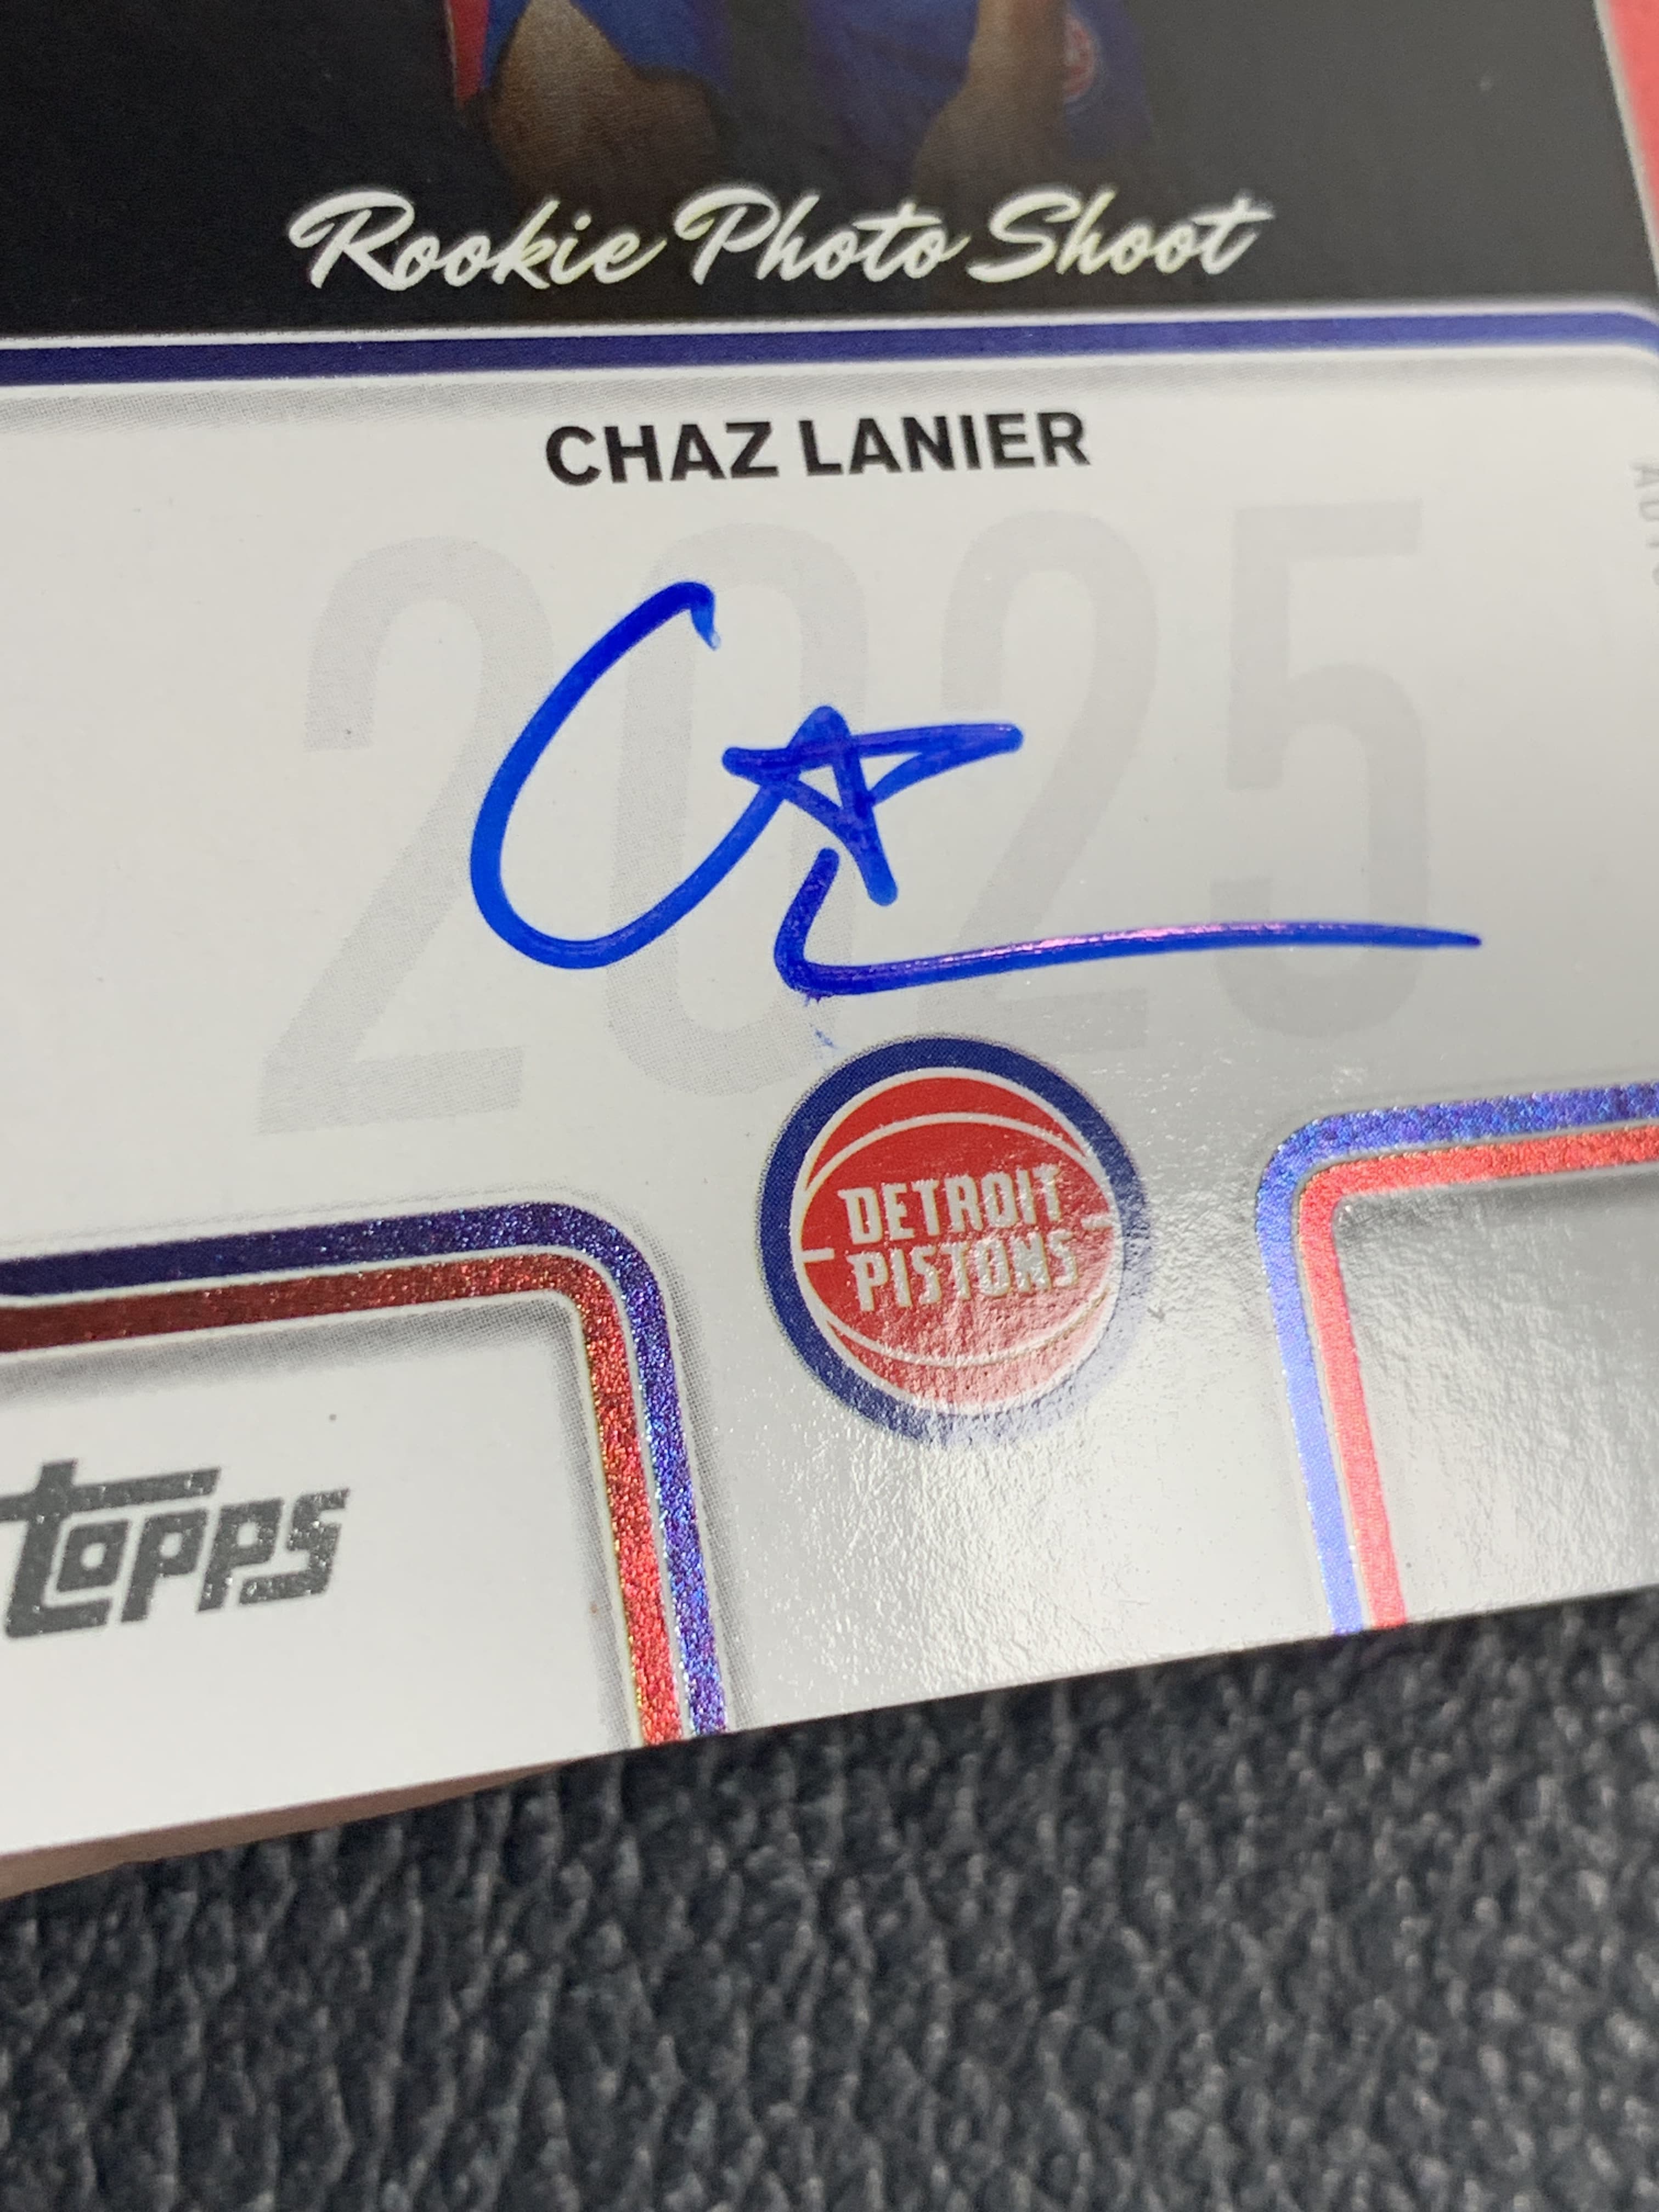 Rookie Photo Shoot
CHAZ LANIER
2025
DETROIT
PISTONS
topps